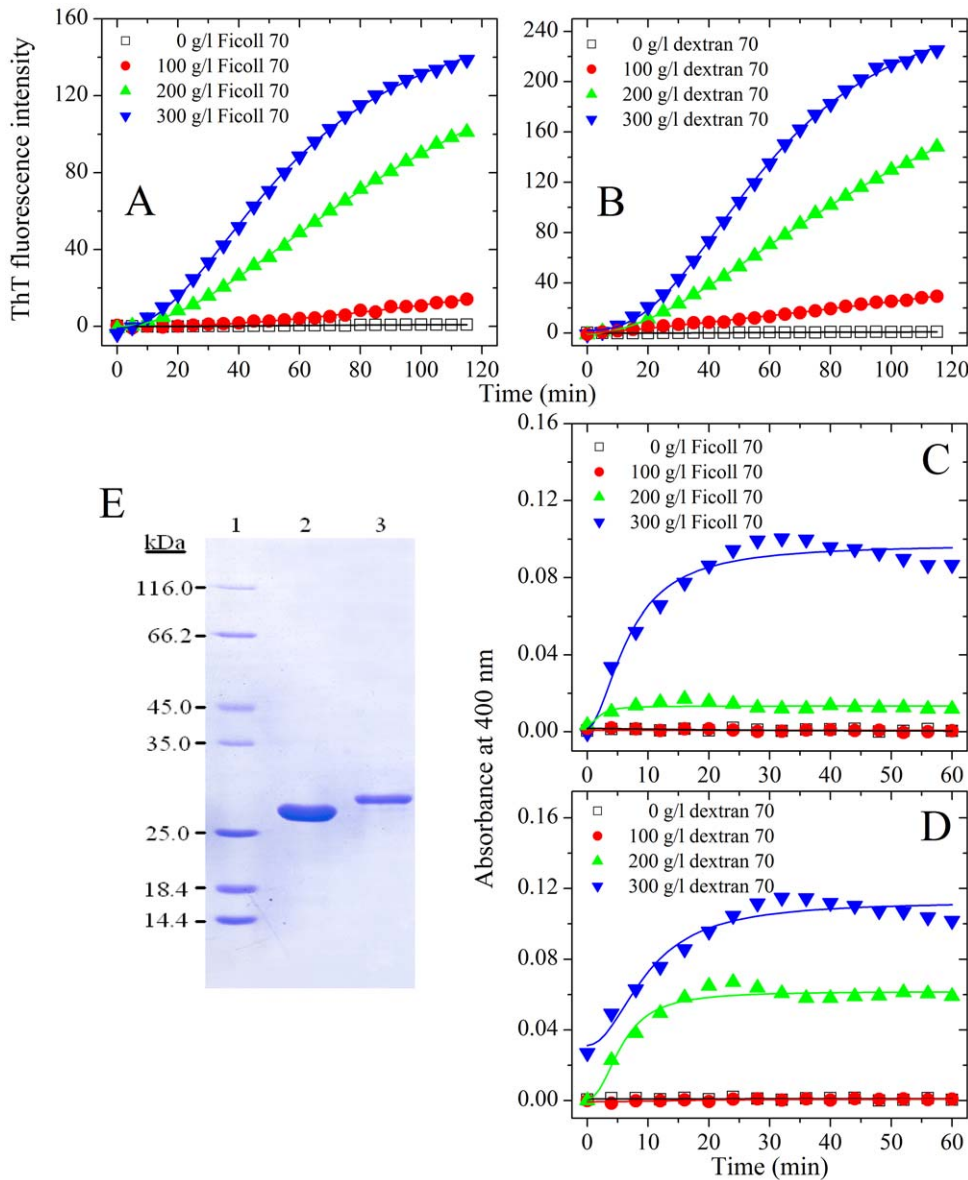 ThT fluorescence intensity
160
120
80
40
0
0 g/l Ficoll 70
100 g/l Ficoll 70
200 g/l Ficoll 70
300 g/l Ficoll 70
A
0 20 40 60 80 100 120
240
200
160
120
80
40
0
0 g/l dextran 70
100 g/l dextran 70
200 g/l dextran 70
300 g/l dextran 70
B
0 20 40 60 80 100 120
Time (min)
E
1 2 3
kDa
116.0
66.2
45.0
35.0
25.0
18.4
14.4
Absorbance at 400 nm
0.16
0.12
0.08
0.04
0.00
0 g/l Ficoll 70
100 g/l Ficoll 70
200 g/l Ficoll 70
300 g/l Ficoll 70
C
0 10 20 30 40 50 60
0.16
0.12
0.08
0.04
0.00
0 g/l dextran 70
100 g/l dextran 70
200 g/l dextran 70
300 g/l dextran 70
D
0 10 20 30 40 50 60
Time (min)